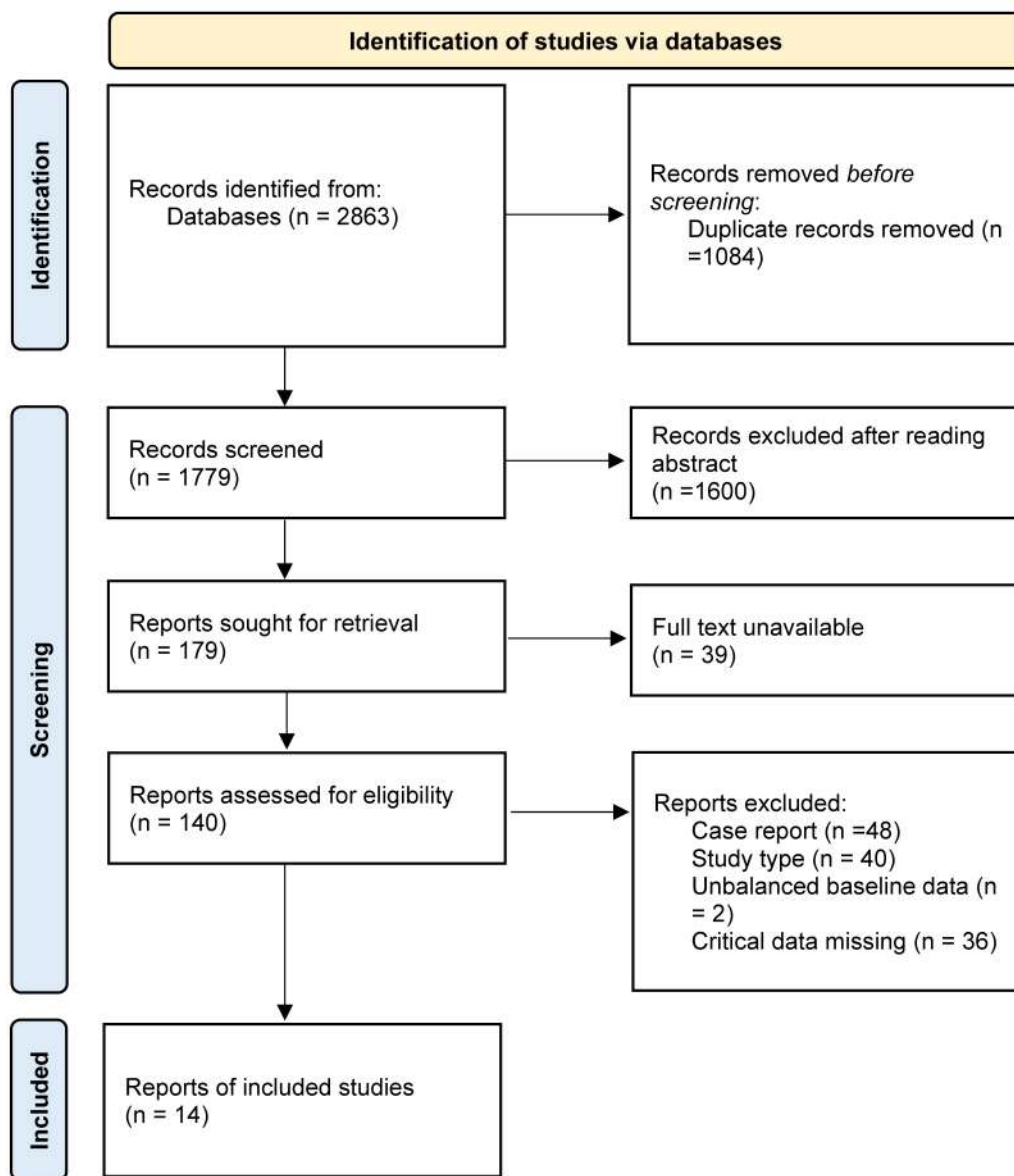 Identification of studies via databases
Identification
Records identified from:
Databases (n = 2863)
Records removed before
screening:
Duplicate records removed (n
=1084)
Screening
Records screened
(n = 1779)
Records excluded after reading
abstract
(n =1600)
Reports sought for retrieval
(n = 179)
Full text unavailable
(n = 39)
Reports assessed for eligibility
(n = 140)
Reports excluded:
Case report (n =48)
Study type (n = 40)
Unbalanced baseline data (n
= 2)
Critical data missing (n = 36)
Included
Reports of included studies
(n = 14)